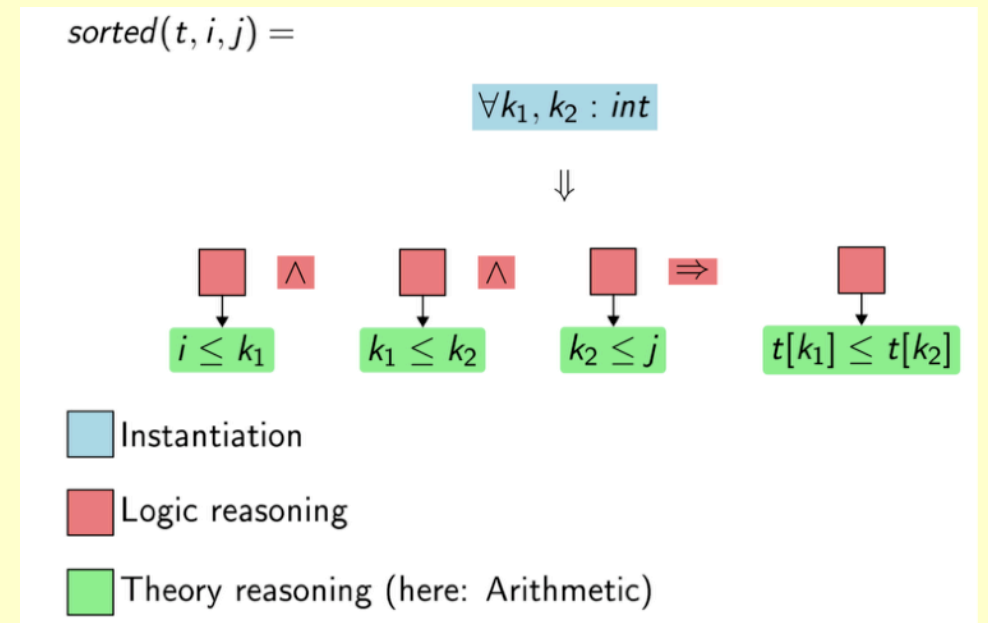 sorted(t, i, j) =
∀k₁, k₂ : int
⇓
∧ ∧ ⇒
i ≤ k₁ k₁ ≤ k₂ k₂ ≤ j t[k₁] ≤ t[k₂]
Instantiation
Logic reasoning
Theory reasoning (here: Arithmetic)